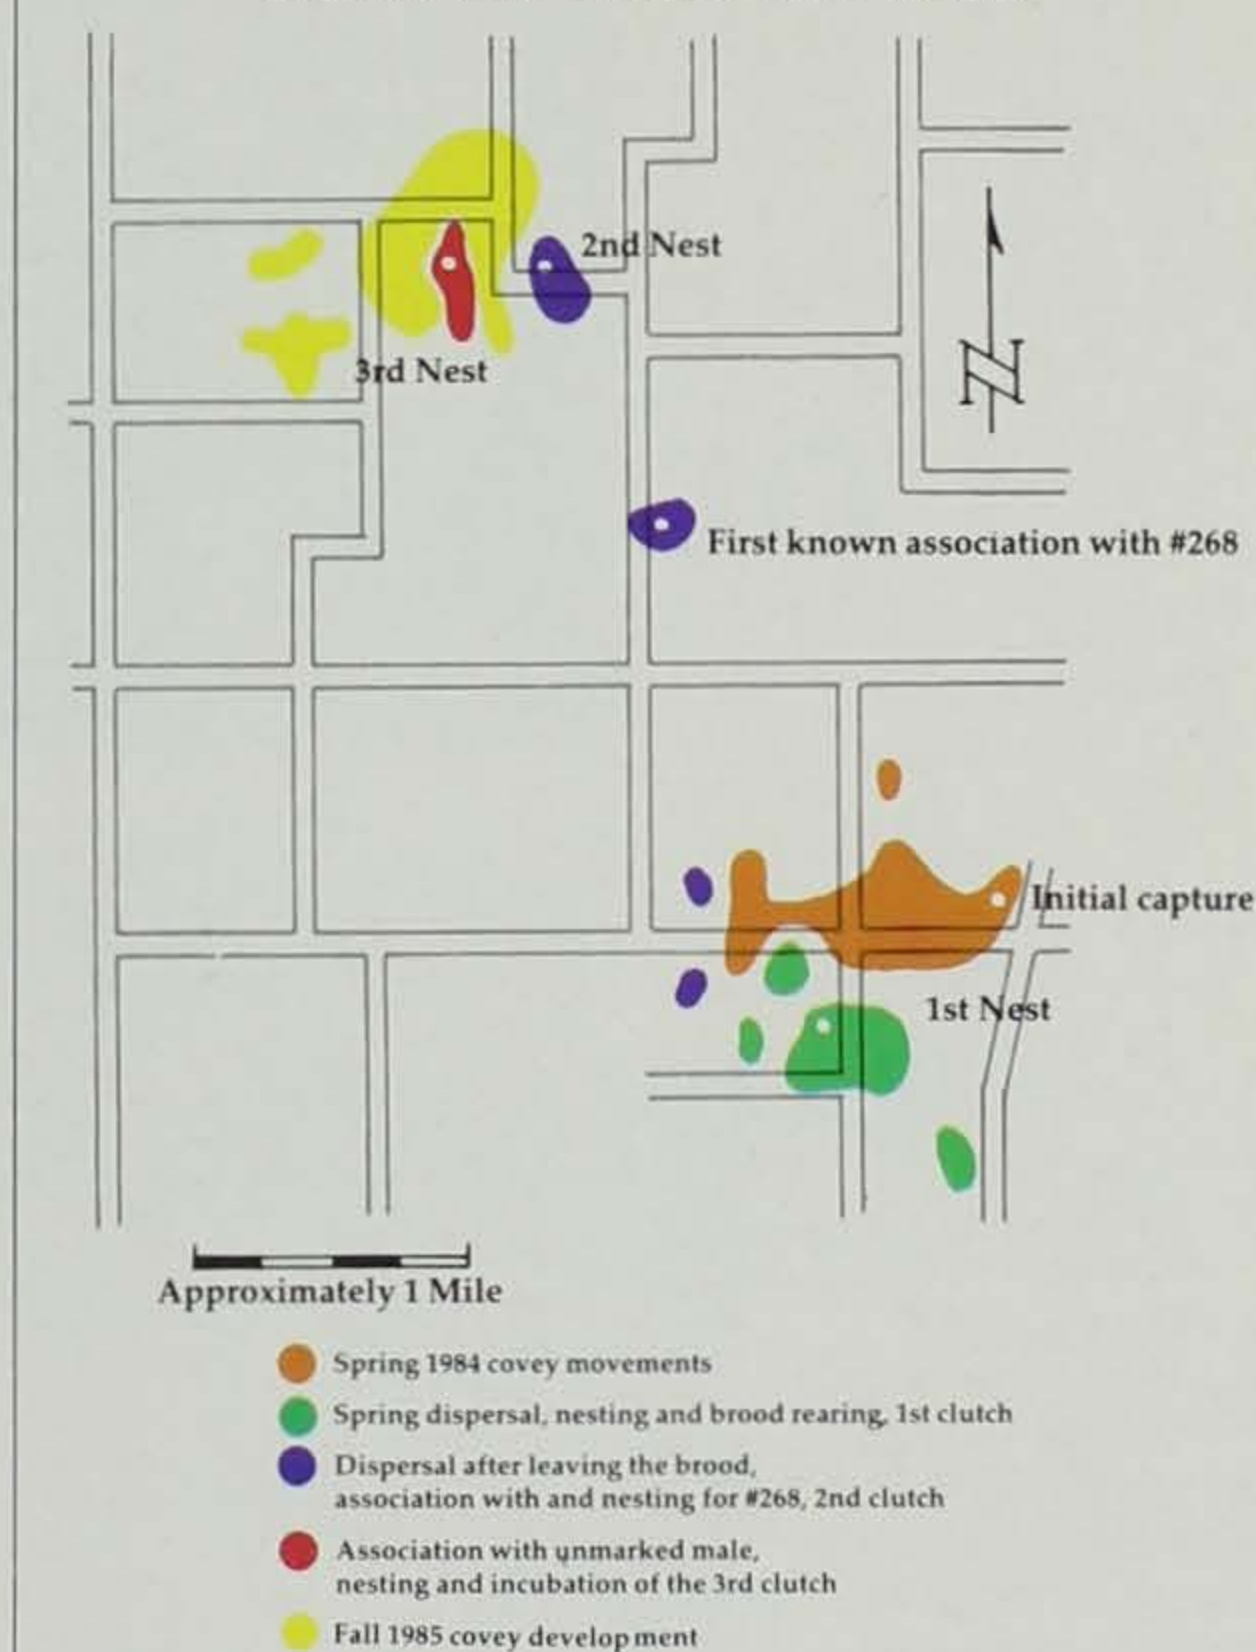 2nd Nest
3rd Nest
First known association with #268
Initial capture
1st Nest
N
Approximately 1 Mile
Spring 1984 covey movements
Spring dispersal, nesting and brood rearing, 1st clutch
Dispersal after leaving the brood,
association with and nesting for #268, 2nd clutch
Association with unmarked male,
nesting and incubation of the 3rd clutch
Fall 1985 covey development